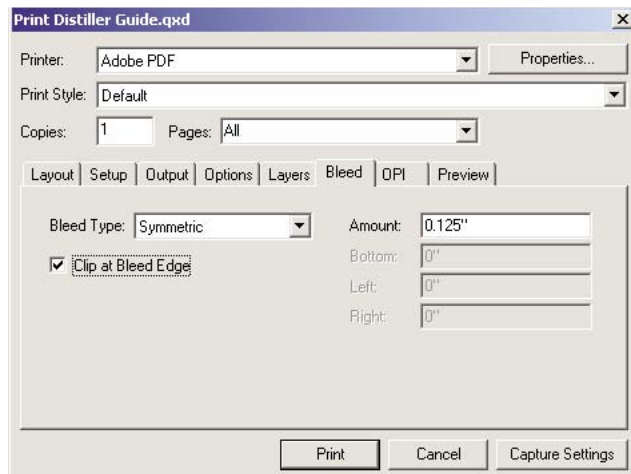 Print Distiller Guide.qxd
Printer: Adobe PDF Properties...
Print Style: Default
Copies: 1 Pages: All
Layout Setup Output Options Layers Bleed OPI Preview
Bleed Type: Symmetric Amount: 0.125"
Clip at Bleed Edge Bottom: 0"
Left: 0"
Right: 0"
Print Cancel Capture Settings